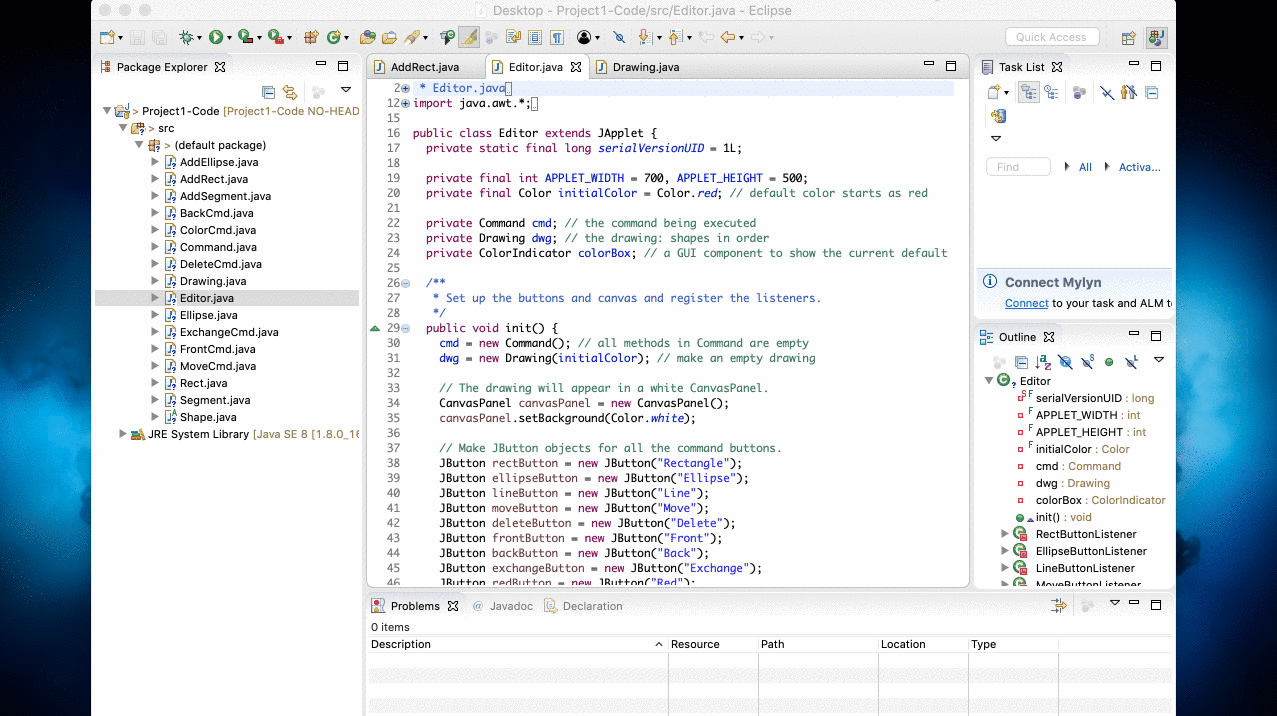 Desktop - Project1-Code/src/Editor.java - Eclipse
Quick Access
Package Explorer
> Project1-Code [Project1-Code NO-HEAD
> src
> (default package)
AddEllipse.java
AddRect.java
AddSegment.java
BackCmd.java
ColorCmd.java
Command.java
DeleteCmd.java
Drawing.java
Editor.java
Ellipse.java
ExchangeCmd.java
FrontCmd.java
MoveCmd.java
Rect.java
Segment.java
Shape.java
JRE System Library [Java SE 8 [1.8.0_16
AddRect.java Editor.java Drawing.java
2 * Editor.java
12 import java.awt.*;
15
16 public class Editor extends JApplet {
17 private static final long serialVersionUID = 1L;
18
19 private final int APPLET_WIDTH = 700, APPLET_HEIGHT = 500;
20 private final Color initialColor = Color.red; // default color starts as red
21
22 private Command cmd; // the command being executed
23 private Drawing dwg; // the drawing: shapes in order
24 private ColorIndicator colorBox; // a GUI component to show the current default
25
26 /**
27 * Set up the buttons and canvas and register the listeners.
28 */
29 public void init() {
30 cmd = new Command(); // all methods in Command are empty
31 dwg = new Drawing(initialColor); // make an empty drawing
32
33 // The drawing will appear in a white CanvasPanel.
34 CanvasPanel canvasPanel = new CanvasPanel();
35 canvasPanel.setBackground(Color.white);
36
37 // Make JButton objects for all the command buttons.
38 JButton rectButton = new JButton("Rectangle");
39 JButton ellipseButton = new JButton("Ellipse");
40 JButton lineButton = new JButton("Line");
41 JButton moveButton = new JButton("Move");
42 JButton deleteButton = new JButton("Delete");
43 JButton frontButton = new JButton("Front");
44 JButton backButton = new JButton("Back");
45 JButton exchangeButton = new JButton("Exchange");
46 JButton redButton = new JButton("Red");
Task List
Find All Activa...
Connect Mylyn
Connect to your task and ALM to
Outline
Editor
serialVersionUID : long
APPLET_WIDTH : int
APPLET_HEIGHT : int
initialColor : Color
cmd : Command
dwg : Drawing
colorBox : ColorIndicator
init() : void
RectButtonListener
EllipseButtonListener
LineButtonListener
MoveButtonListener
Problems @ Javadoc Declaration
0 items
Description Resource Path Location Type